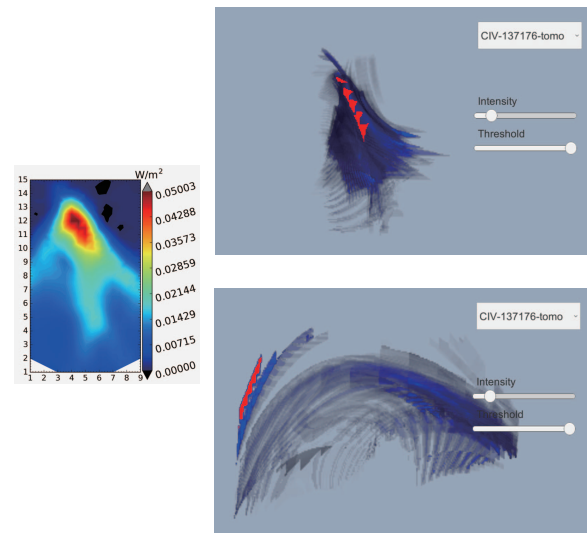 CIV-137176-tomo
Intensity
Threshold
W/m²
15
14
13
12
11
10
9
8
7
6
5
4
3
2
1
1 2 3 4 5 6 7 8 9
0.05003
0.04288
0.03573
0.02859
0.02144
0.01429
0.00715
0.00000
CIV-137176-tomo
Intensity
Threshold